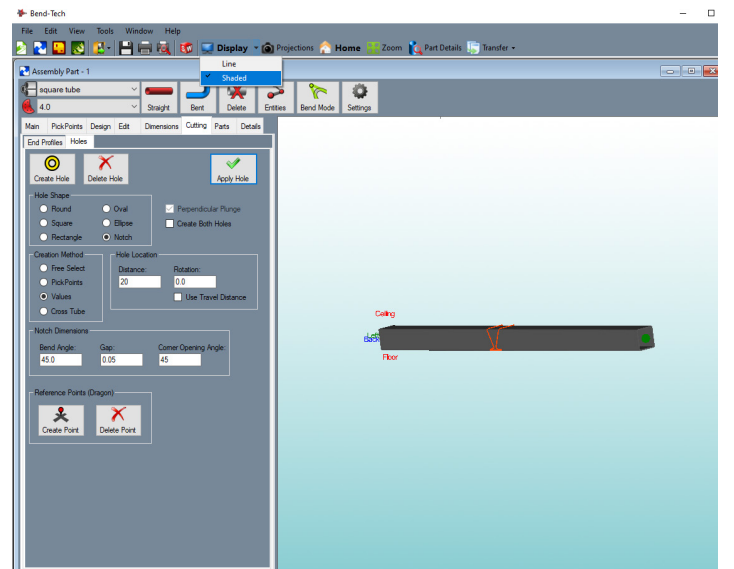 Bend-Tech
File Edit View Tools Window Help
Display Projections Home Zoom Part Details Transfer
Line
Shaded
Assembly Part - 1
square tube
4.0
Straight Bent Delete Entities Bend Mode Settings
Main PickPoints Design Edit Dimensions Cutting Parts Details
End Profiles Holes
Create Hole Delete Hole Apply Hole
Hole Shape
Round Oval Perpendicular Plunge
Square Ellipse Create Both Holes
Rectangle Notch
Creation Method Hole Location
Free Select Distance: Rotation:
PickPoints 20 0.0
Values Use Travel Distance
Cross Tube
Ceiling
Left
Back
Floor
Notch Dimensions
Bend Angle: Gap: Corner Opening Angle:
45.0 0.05 45
Reference Points (Dragon)
Create Point Delete Point